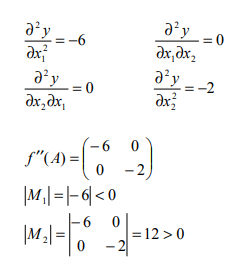 ∂²y/∂x₁² = −6    ∂²y/∂x₁∂x₂ = 0
∂²y/∂x₂∂x₁ = 0    ∂²y/∂x₂² = −2
f″(A) = (−6 0
0 −2)
|M₁| = |−6| < 0
|M₂| = |−6 0
0 −2| = 12 > 0